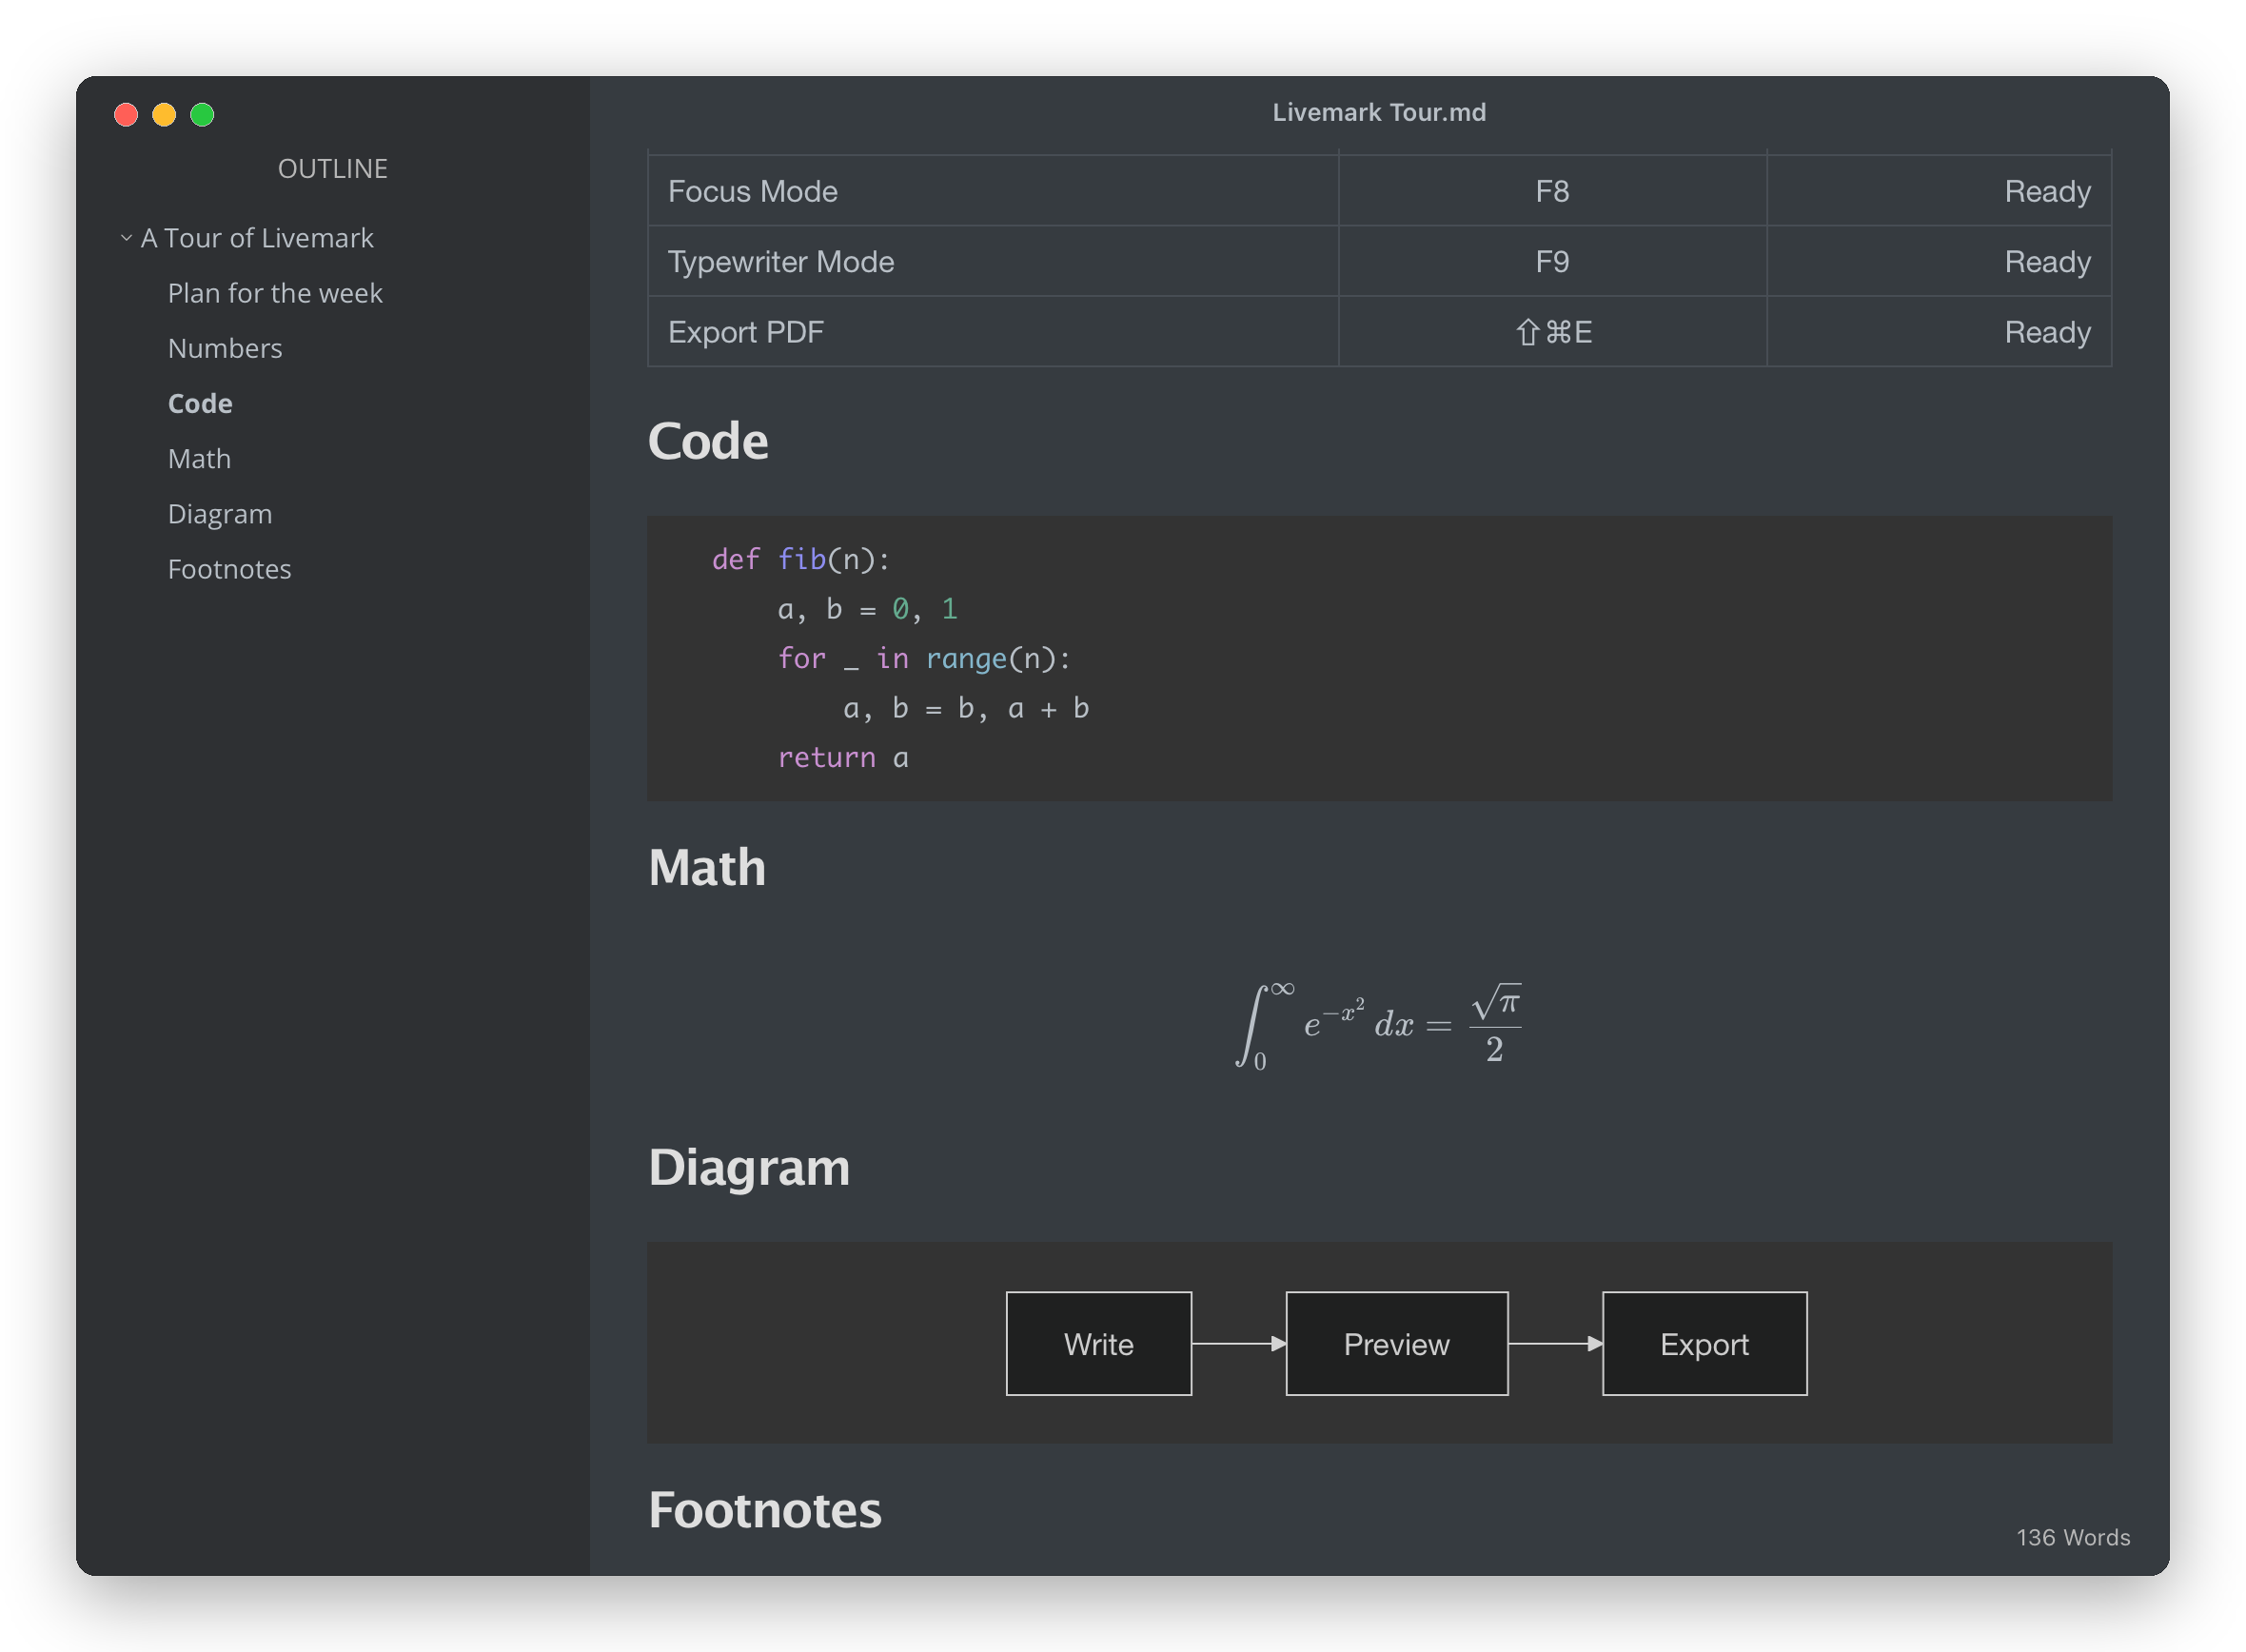 Livemark Tour.md
OUTLINE
A Tour of Livemark
Plan for the week
Numbers
Code
Math
Diagram
Footnotes
Focus Mode F8 Ready
Typewriter Mode F9 Ready
Export PDF ⇧⌘E Ready
Code
def fib(n):
    a, b = 0, 1
    for _ in range(n):
        a, b = b, a + b
    return a
Math
∫₀^∞ e^{-x²} dx = √π / 2
Diagram
Write Preview Export
Footnotes
136 Words